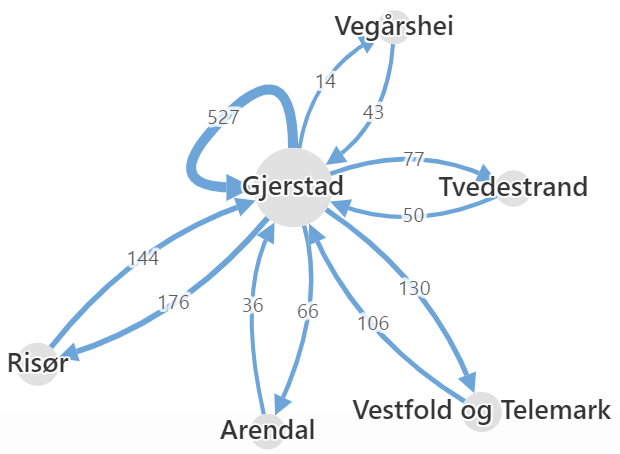 Vegårshei
14
527
43
77
Gjerstad
Tvedestrand
50
144
130
176
36
66
106
Risør
Vestfold og Telemark
Arendal